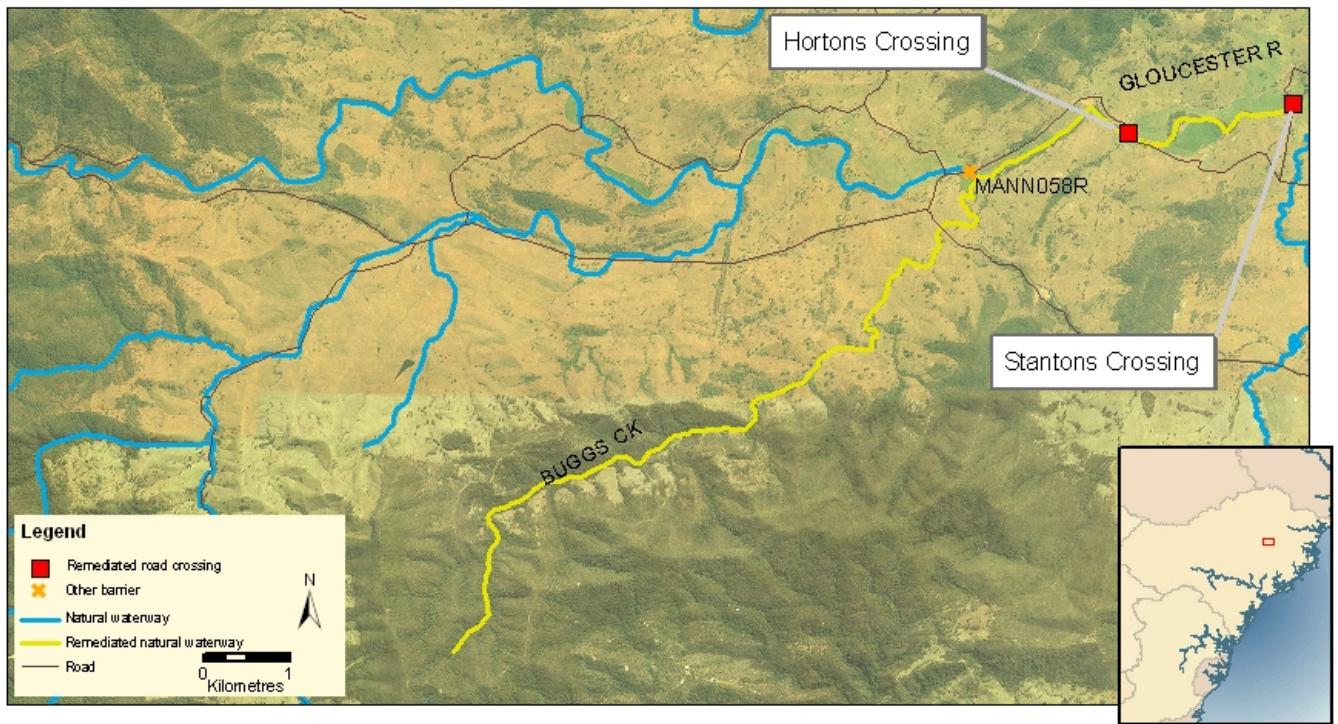 Hortons Crossing
GLOUCESTER R
MANN058R
Stantons Crossing
BUGGS CK
Legend
Remediated road crossing
Other barrier
Natural waterway
Remediated natural waterway
Road
N
0 1
Kilometres